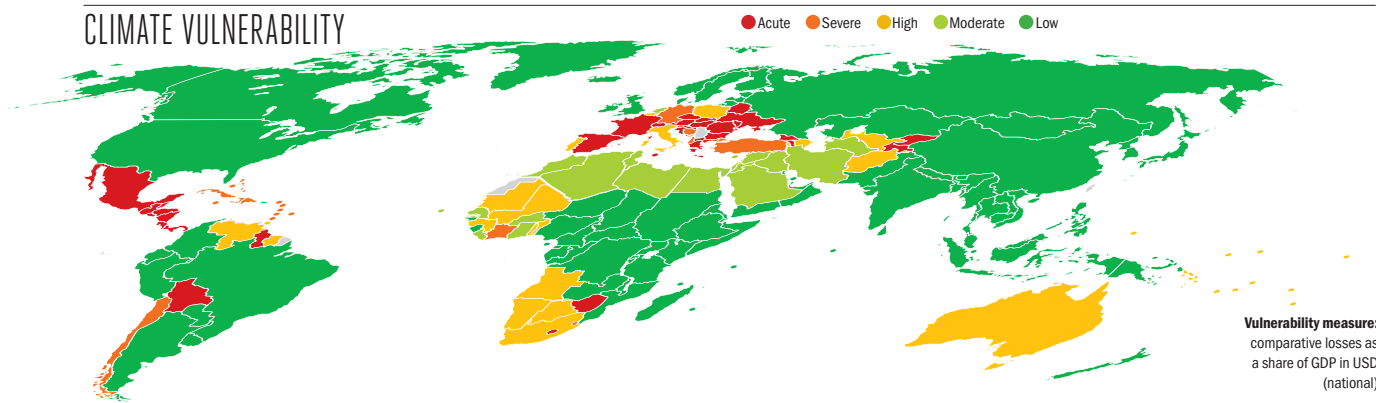 CLIMATE VULNERABILITY
Acute Severe High Moderate Low
Vulnerability measure:
comparative losses as
a share of GDP in USD
(national)